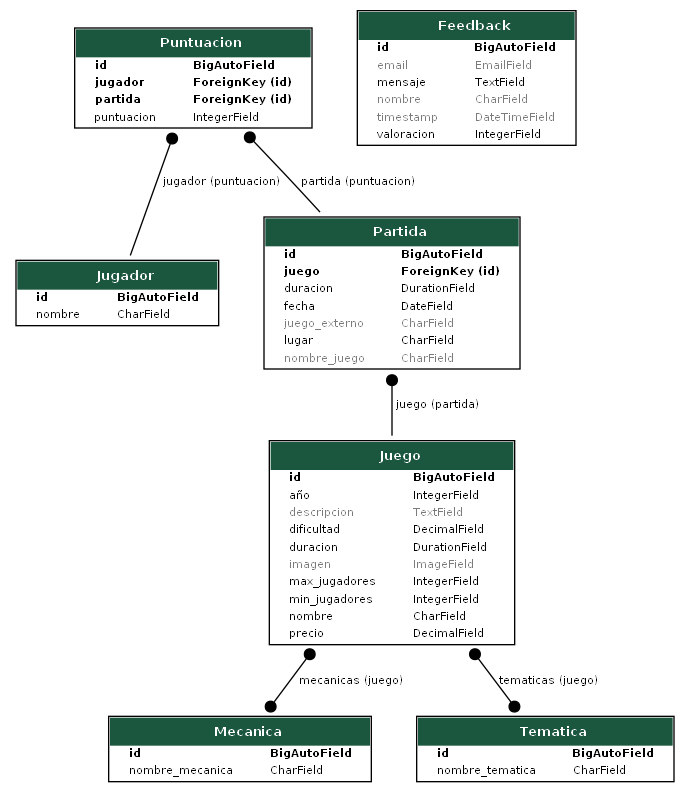 Puntuacion
id BigAutoField
jugador ForeignKey (id)
partida ForeignKey (id)
puntuacion IntegerField
Feedback
id BigAutoField
email EmailField
mensaje TextField
nombre CharField
timestamp DateTimeField
valoracion IntegerField
jugador (puntuacion)
partida (puntuacion)
Jugador
id BigAutoField
nombre CharField
Partida
id BigAutoField
juego ForeignKey (id)
duracion DurationField
fecha DateField
juego_externo CharField
lugar CharField
nombre_juego CharField
juego (partida)
Juego
id BigAutoField
año IntegerField
descripcion TextField
dificultad DecimalField
duracion DurationField
imagen ImageField
max_jugadores IntegerField
min_jugadores IntegerField
nombre CharField
precio DecimalField
mecanicas (juego)
tematicas (juego)
Mecanica
id BigAutoField
nombre_mecanica CharField
Tematica
id BigAutoField
nombre_tematica CharField